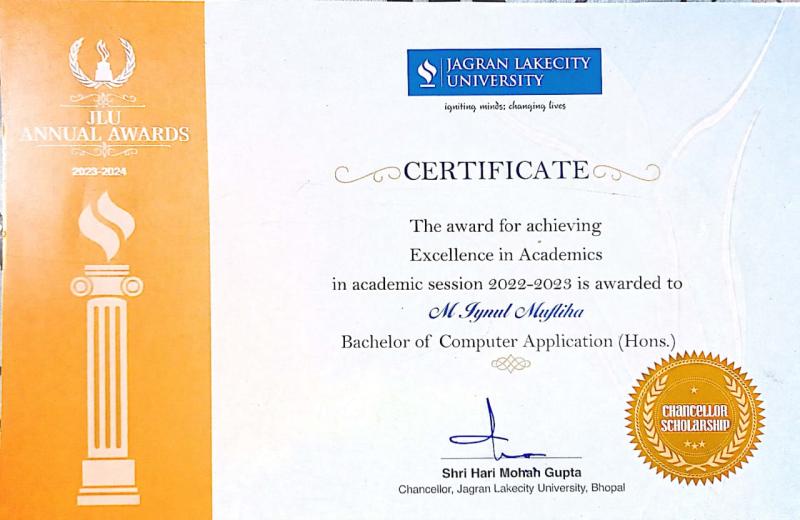 JLU
ANNUAL AWARDS
2023-2024
JAGRAN LAKECITY
UNIVERSITY
igniting minds; changing lives
CERTIFICATE
The award for achieving
Excellence in Academics
in academic session 2022-2023 is awarded to
M Iynul Mufliha
Bachelor of Computer Application (Hons.)
CHANCELLOR
SCHOLARSHIP
Shri Hari Mohan Gupta
Chancellor, Jagran Lakecity University, Bhopal